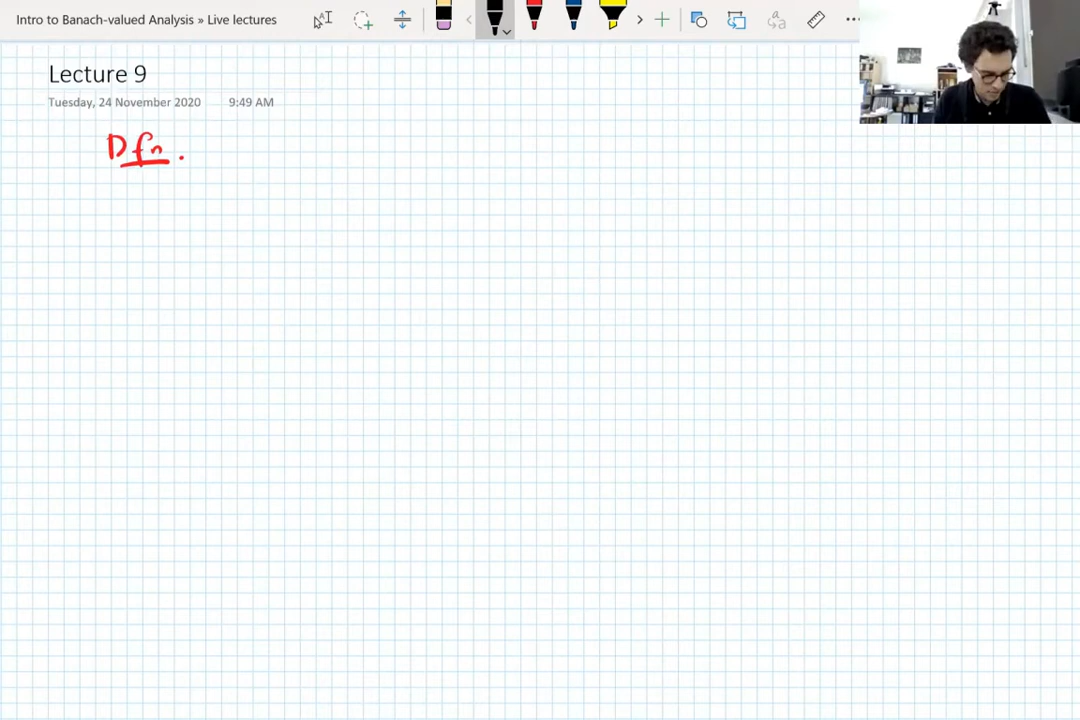 Intro to Banach-valued Analysis » Live lectures
Lecture 9
Tuesday, 24 November 2020 9:49 AM
Dfn.